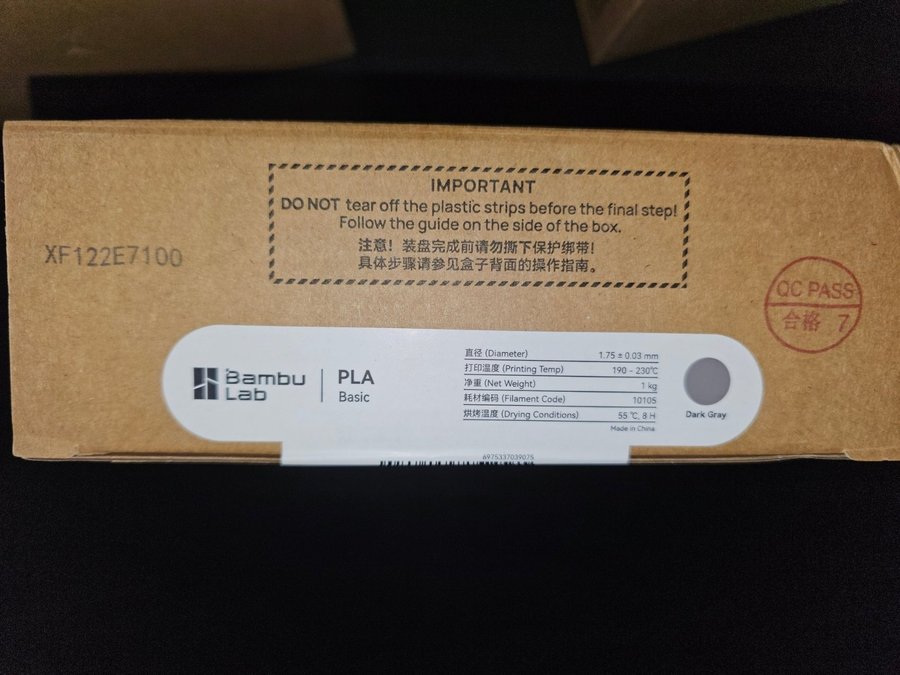 IMPORTANT
DO NOT tear off the plastic strips before the final step!
Follow the guide on the side of the box.
注意！装盘完成前请勿撕下保护绑带！
具体步骤请参见盒子背面的操作指南。
XF122E7100
QC PASS
合格 7
Bambu
Lab
PLA
Basic
直径 (Diameter) 1.75 ± 0.03 mm
打印温度 (Printing Temp) 190 - 230℃
净重 (Net Weight) 1 kg
耗材编码 (Filament Code) 10105
烘烤温度 (Drying Conditions) 55 ℃, 8 H
Made in China
Dark Gray
6975337039075